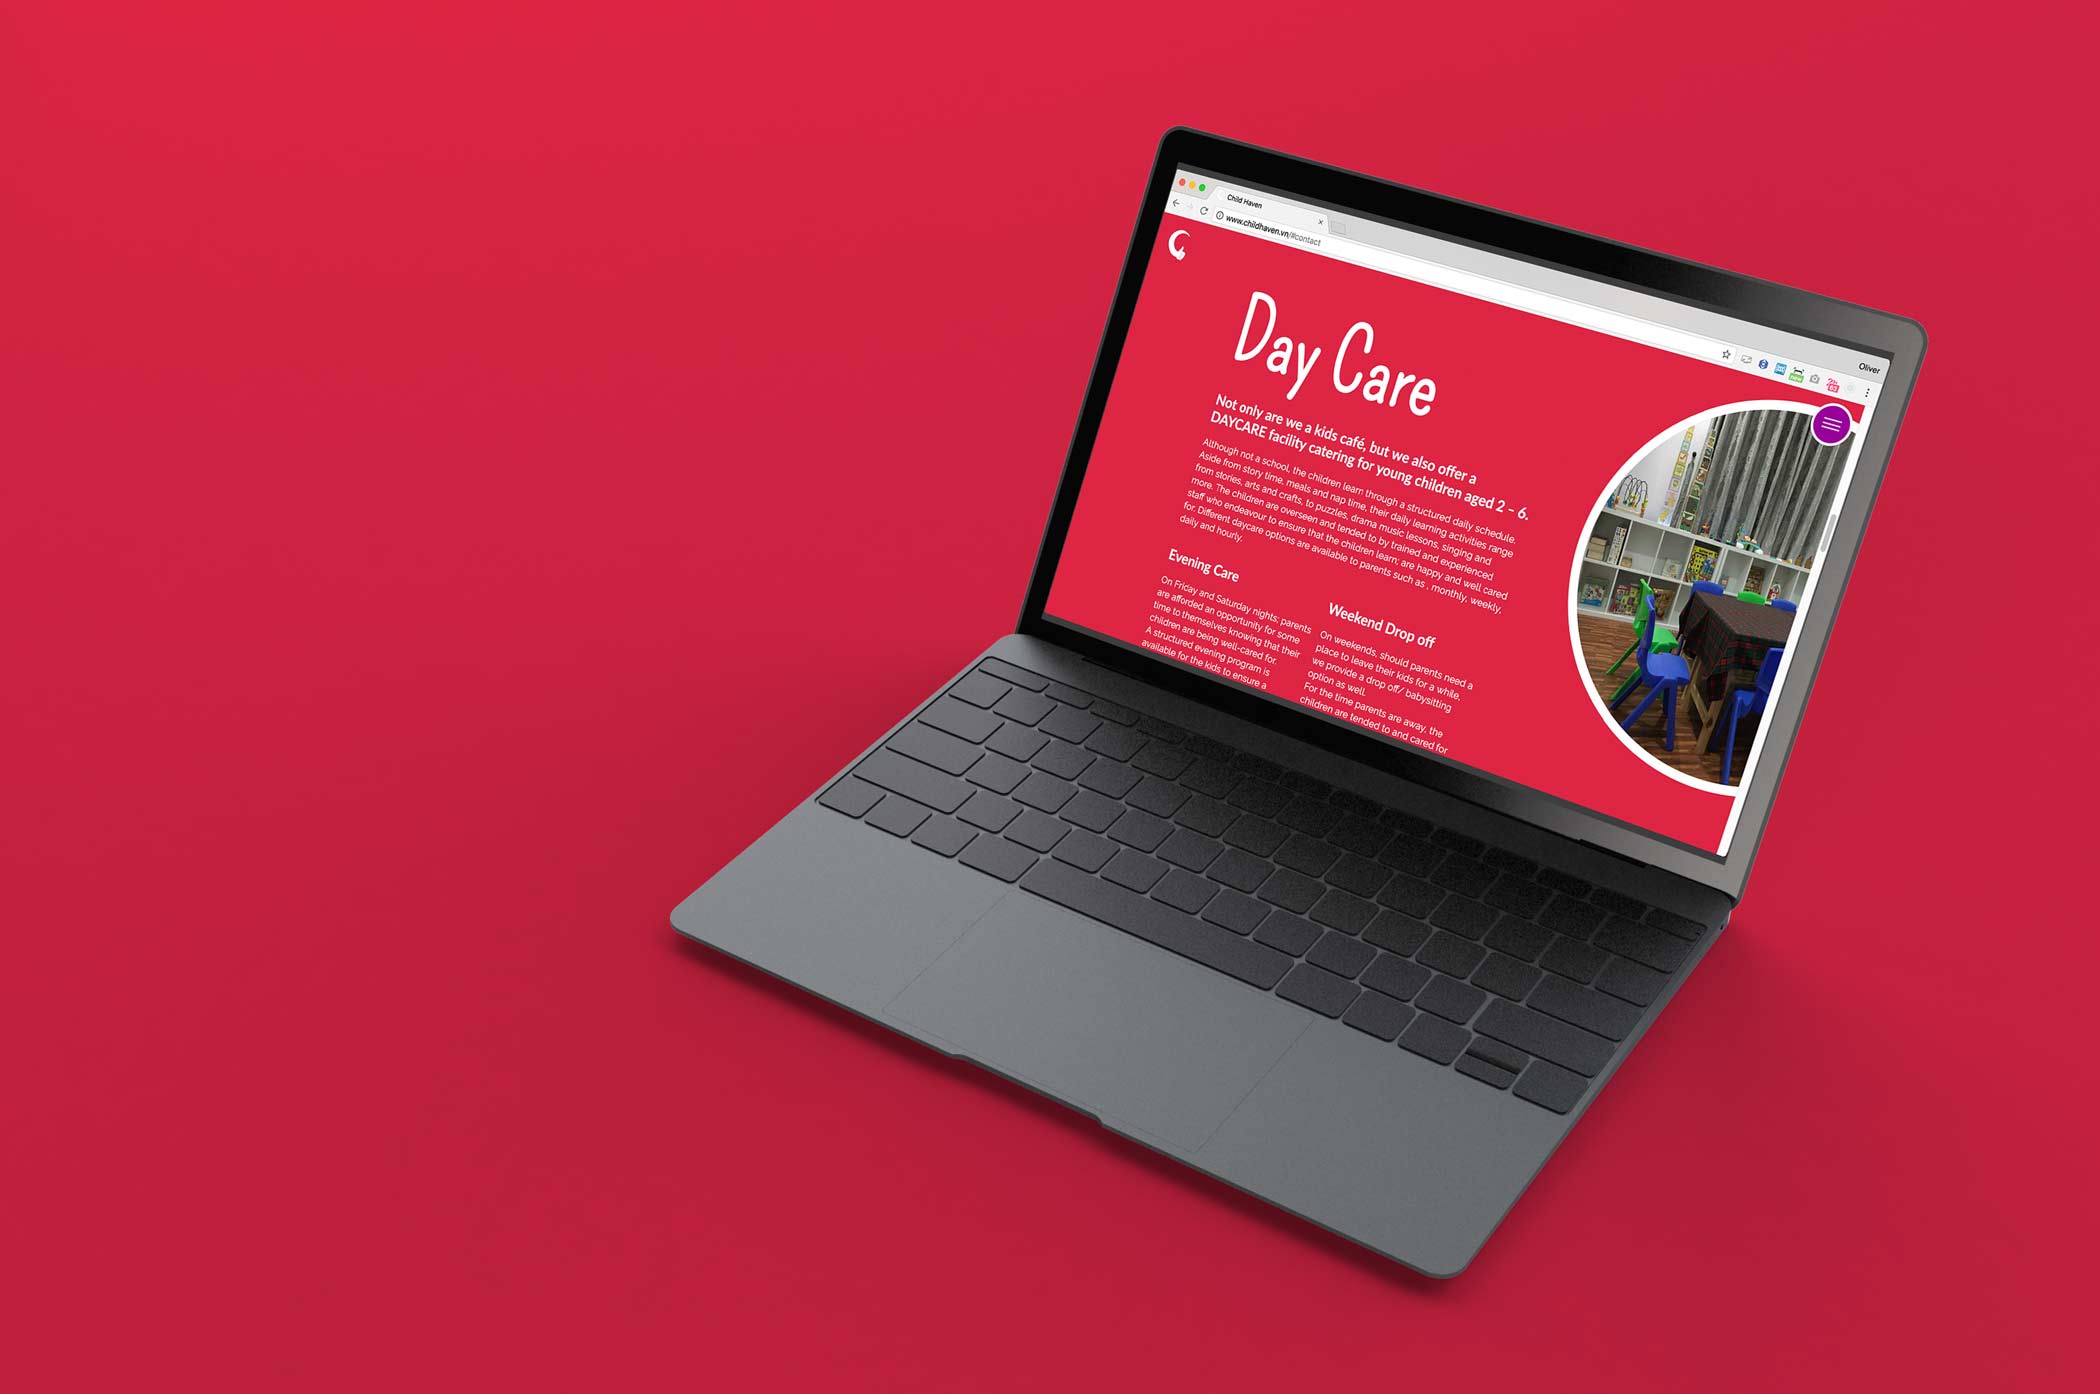 Child Haven
www.childhaven.vn/#contact
Oliver
Day Care
Not only are we a kids café, but we also offer a
DAYCARE facility catering for young children aged 2 - 6.
Although not a school, the children learn through a structured daily schedule.
Aside from story time, meals and nap time, their daily learning activities range
from stories, arts and crafts, to puzzles, drama music lessons, singing and
more. The children are overseen and tended to by trained and experienced
staff who endeavour to ensure that the children learn; are happy and well cared
for. Different daycare options are available to parents such as , monthly, weekly,
daily and hourly.
Evening Care
On Friday and Saturday nights; parents
are afforded an opportunity for some
time to themselves knowing that their
children are being well-cared for.
A structured evening program is
available for the kids to ensure a
Weekend Drop off
On weekends, should parents need a
place to leave their kids for a while,
we provide a drop off/ babysitting
option as well.
For the time parents are away, the
children are tended to and cared for